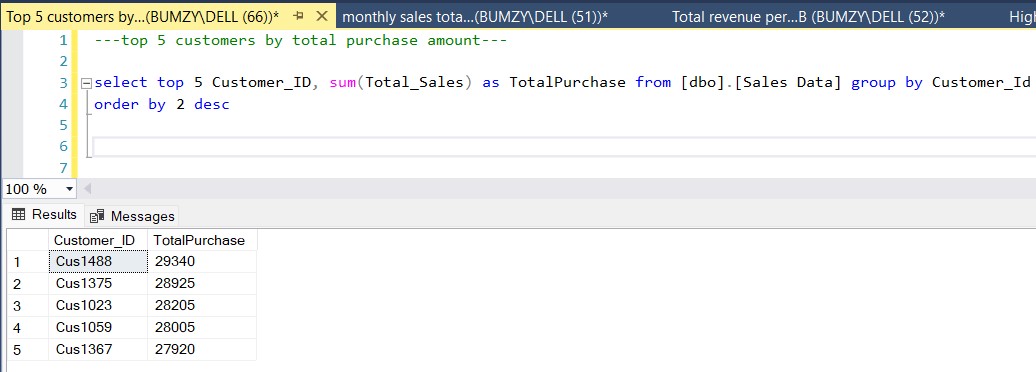 Top 5 customers by...(BUMZY\DELL (66))* monthly sales tota...(BUMZY\DELL (51))* Total revenue per...B (BUMZY\DELL (52))* High
1 ---top 5 customers by total purchase amount---
2
3 select top 5 Customer_ID, sum(Total_Sales) as TotalPurchase from [dbo].[Sales Data] group by Customer_Id
4 order by 2 desc
5
6
7
100 %
Results Messages
Customer_ID TotalPurchase
1 Cus1488 29340
2 Cus1375 28925
3 Cus1023 28205
4 Cus1059 28005
5 Cus1367 27920